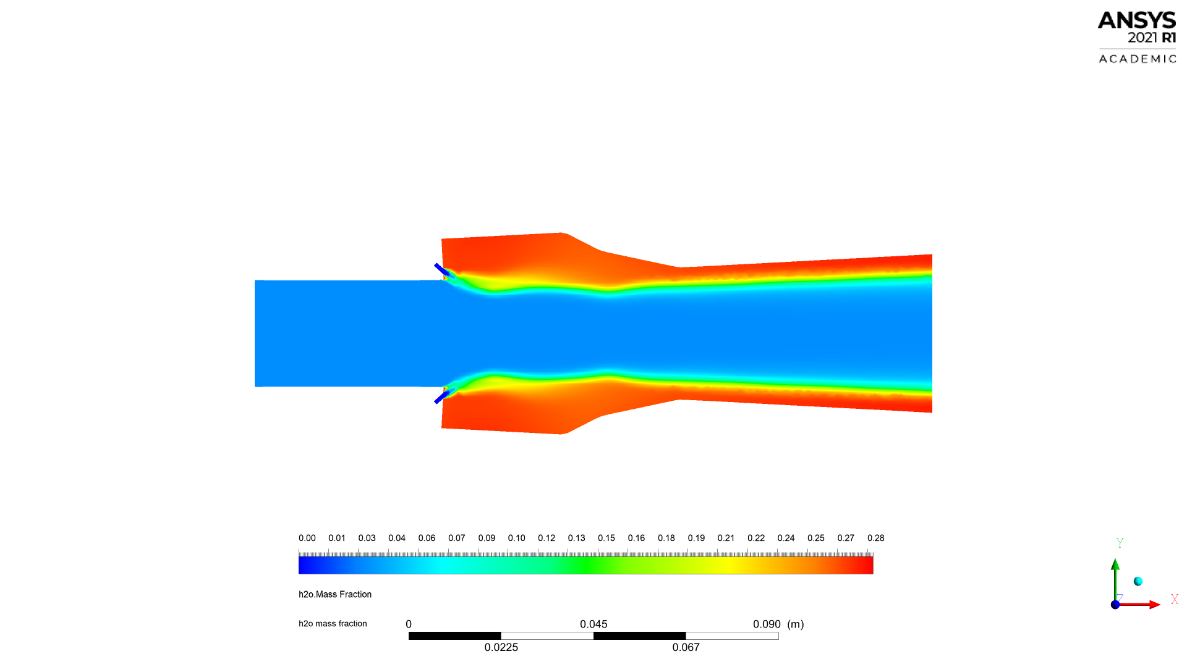 ANSYS
2021 R1
ACADEMIC
0.00 0.01 0.03 0.04 0.06 0.07 0.09 0.10 0.12 0.13 0.15 0.16 0.18 0.19 0.21 0.22 0.24 0.25 0.27 0.28
h2o.Mass Fraction
h2o mass fraction
0 0.045 0.090 (m)
0.0225 0.067
Y
Z
X